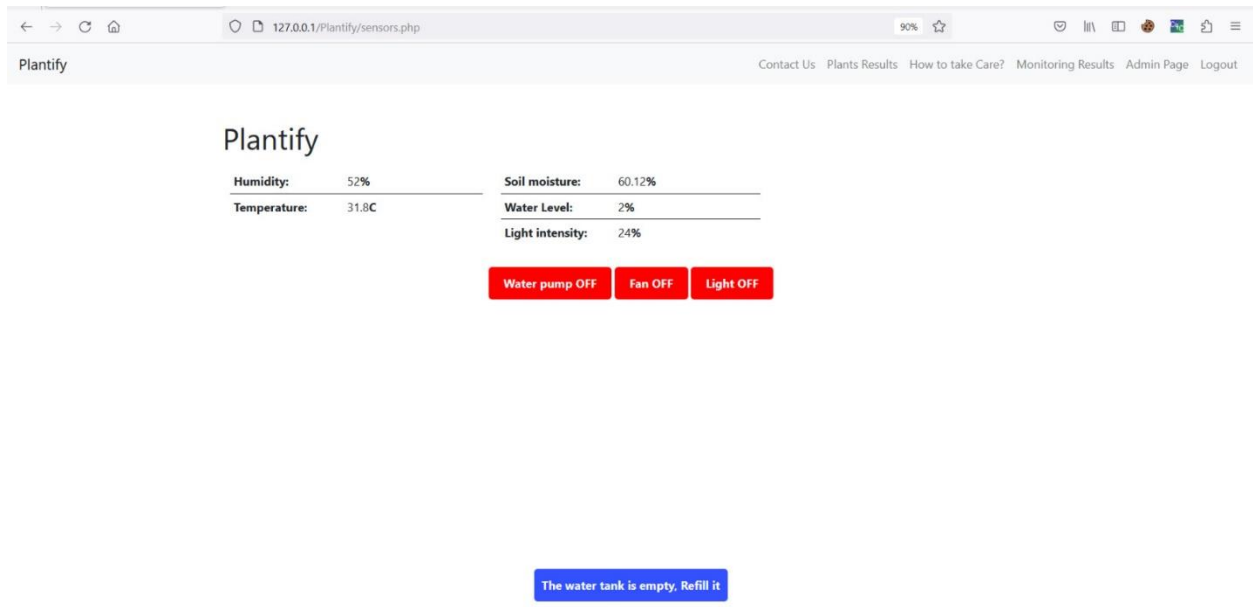 127.0.0.1/Plantify/sensors.php 90%
Plantify Contact Us Plants Results How to take Care? Monitoring Results Admin Page Logout
Plantify
Humidity: 52% Soil moisture: 60.12%
Temperature: 31.8C Water Level: 2%
Light intensity: 24%
Water pump OFF Fan OFF Light OFF
The water tank is empty, Refill it